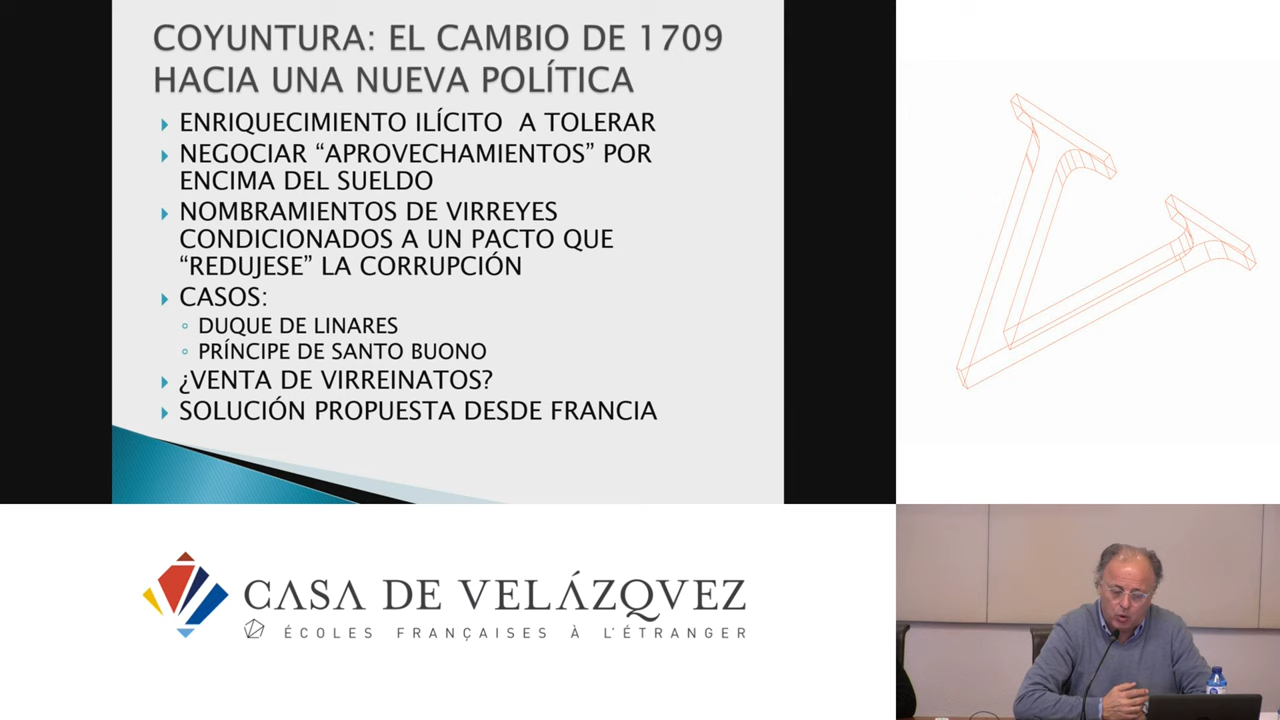 COYUNTURA: EL CAMBIO DE 1709
HACIA UNA NUEVA POLÍTICA
ENRIQUECIMIENTO ILÍCITO A TOLERAR
NEGOCIAR “APROVECHAMIENTOS” POR
ENCIMA DEL SUELDO
NOMBRAMIENTOS DE VIRREYES
CONDICIONADOS A UN PACTO QUE
“REDUJESE” LA CORRUPCIÓN
CASOS:
DUQUE DE LINARES
PRÍNCIPE DE SANTO BUONO
¿VENTA DE VIRREINATOS?
SOLUCIÓN PROPUESTA DESDE FRANCIA
CASA DE VELÁZQVEZ
ÉCOLES FRANÇAISES À L'ÉTRANGER